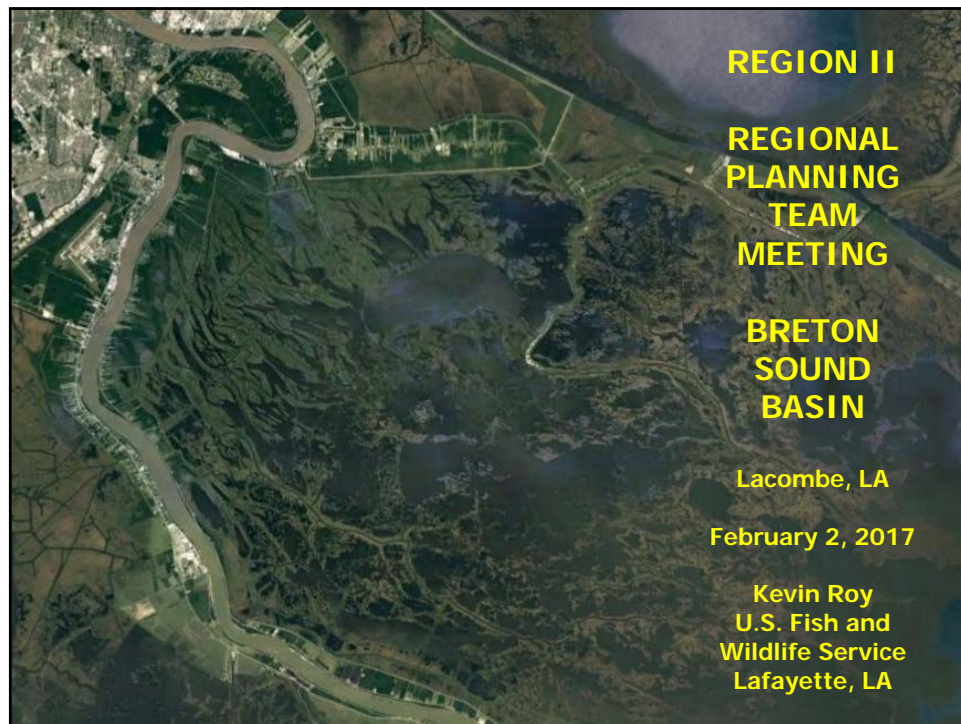 REGION II
REGIONAL
PLANNING
TEAM
MEETING
BRETON
SOUND
BASIN
Lacombe, LA
February 2, 2017
Kevin Roy
U.S. Fish and
Wildlife Service
Lafayette, LA